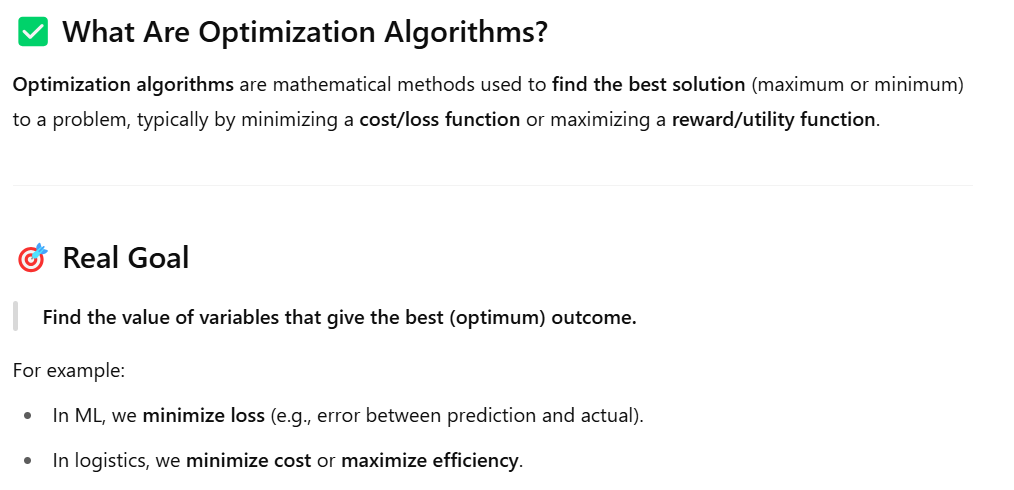 What Are Optimization Algorithms?
Optimization algorithms are mathematical methods used to find the best solution (maximum or minimum)
to a problem, typically by minimizing a cost/loss function or maximizing a reward/utility function.
Real Goal
Find the value of variables that give the best (optimum) outcome.
For example:
• In ML, we minimize loss (e.g., error between prediction and actual).
• In logistics, we minimize cost or maximize efficiency.